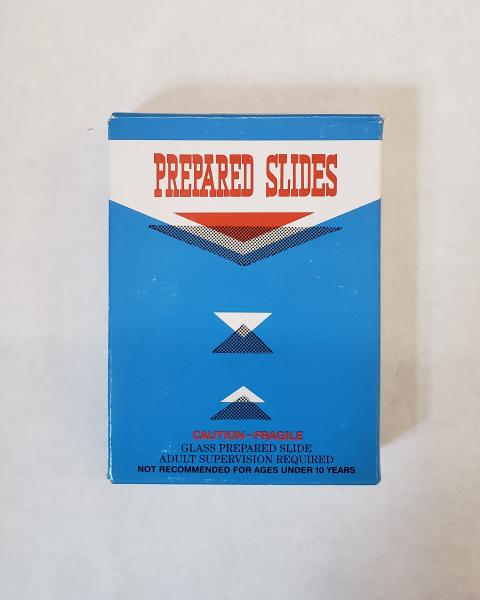 PREPARED SLIDES
CAUTION-FRAGILE
GLASS PREPARED SLIDE
ADULT SUPERVISION REQUIRED
NOT RECOMMENDED FOR AGES UNDER 10 YEARS